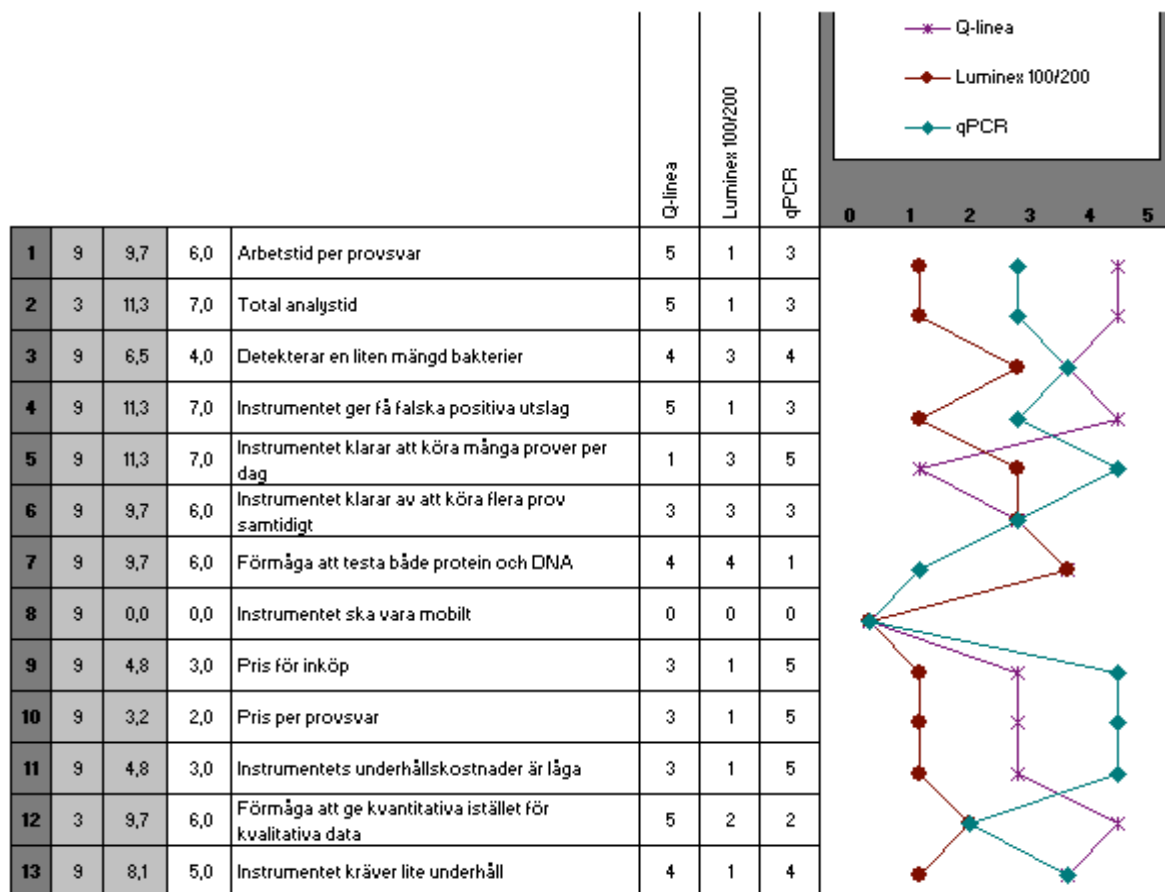 Q-linea
Luminex 100/200
qPCR
Q-linea
Luminex 100/200
qPCR
0 1 2 3 4 5
1 9 9,7 6,0 Arbetstid per provsvar 5 1 3
2 3 11,3 7,0 Total analystid 5 1 3
3 9 6,5 4,0 Detekterar en liten mängd bakterier 4 3 4
4 9 11,3 7,0 Instrumentet ger få falska positiva utslag 5 1 3
5 9 11,3 7,0 Instrumentet klarar att köra många prover per
dag 1 3 5
6 9 9,7 6,0 Instrumentet klarar av att köra flera prov
samtidigt 3 3 3
7 9 9,7 6,0 Förmåga att testa både protein och DNA 4 4 1
8 9 0,0 0,0 Instrumentet ska vara mobilt 0 0 0
9 9 4,8 3,0 Pris för inköp 3 1 5
10 9 3,2 2,0 Pris per provsvar 3 1 5
11 9 4,8 3,0 Instrumentets underhållskostnader är låga 3 1 5
12 3 9,7 6,0 Förmåga att ge kvantitativa istället för
kvalitativa data 5 2 2
13 9 8,1 5,0 Instrumentet kräver lite underhåll 4 1 4